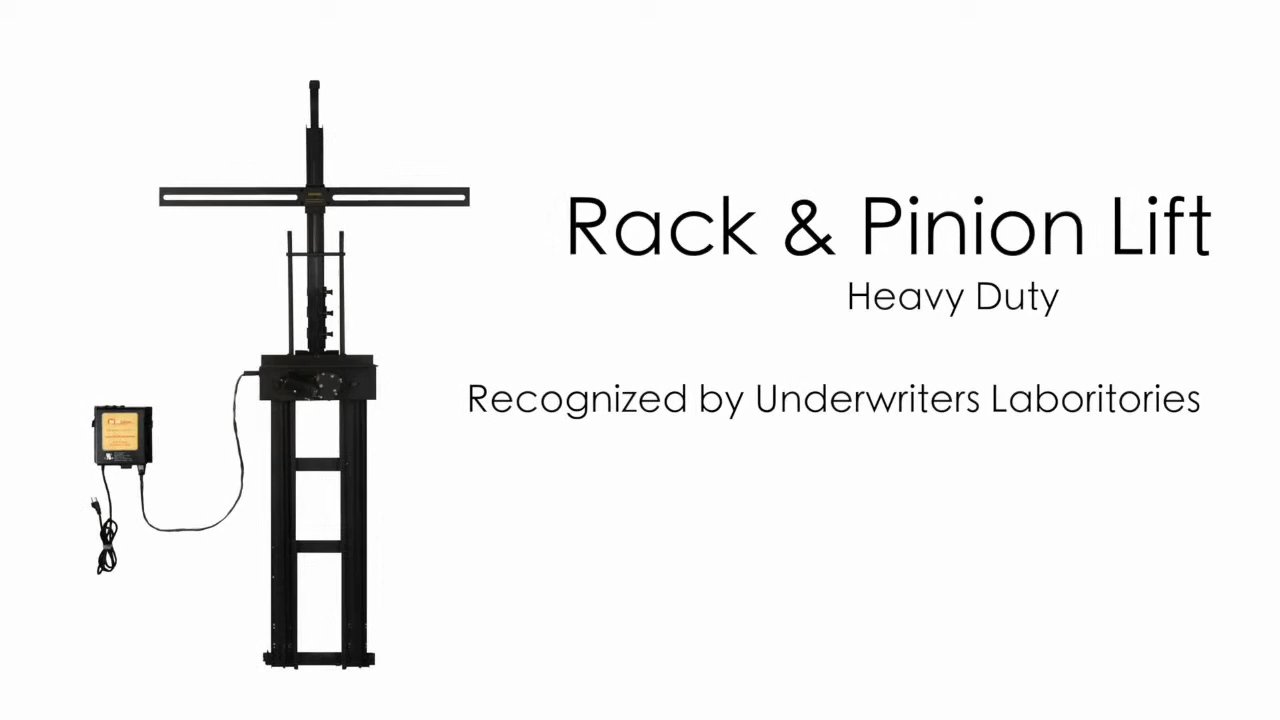 Rack & Pinion Lift
Heavy Duty
Recognized by Underwriters Laboritories